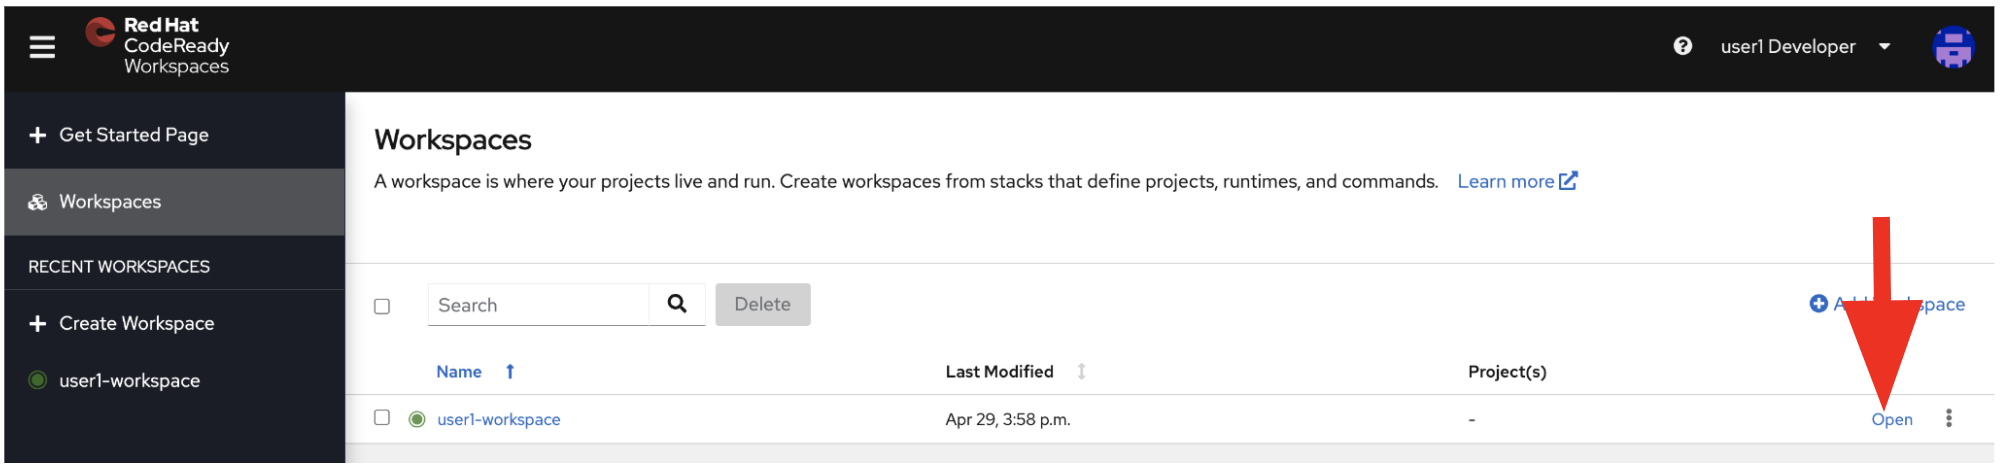 Red Hat
CodeReady
Workspaces
user1 Developer
Get Started Page
Workspaces
RECENT WORKSPACES
Create Workspace
user1-workspace
Workspaces
A workspace is where your projects live and run. Create workspaces from stacks that define projects, runtimes, and commands. Learn more
Search
Delete
Name
Last Modified
Project(s)
user1-workspace
Apr 29, 3:58 p.m.
-
Open